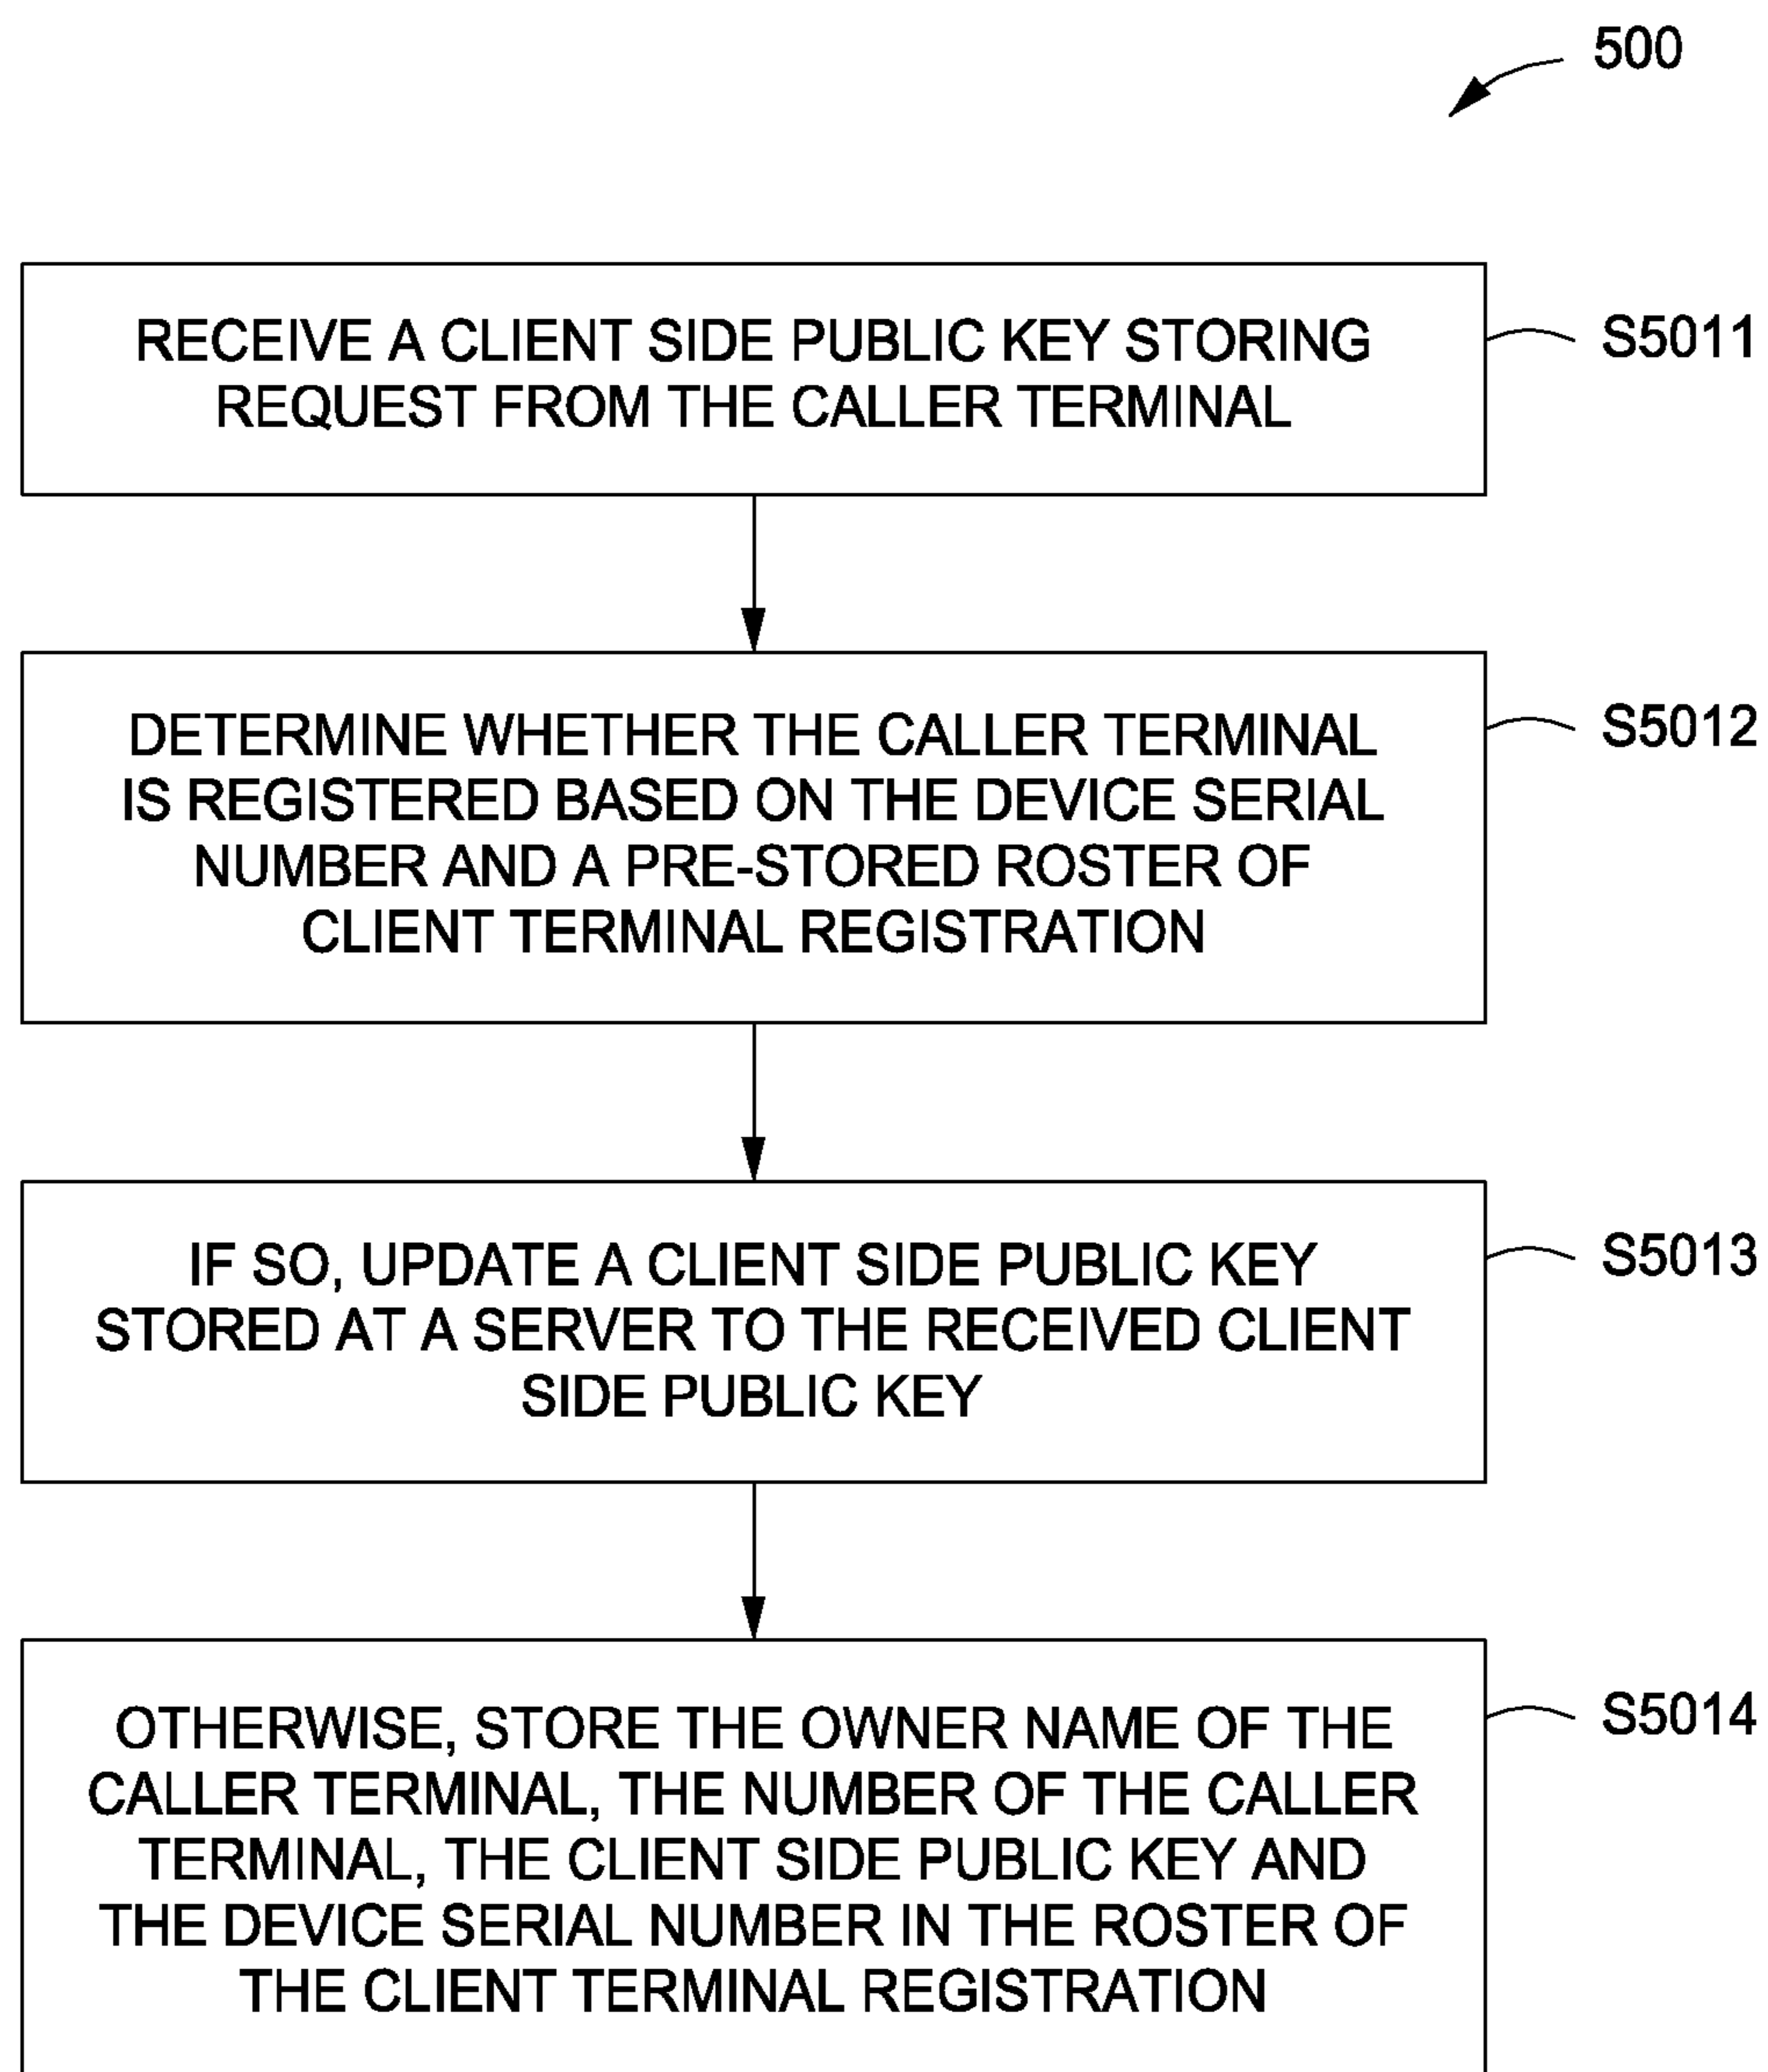 500
RECEIVE A CLIENT SIDE PUBLIC KEY STORING
REQUEST FROM THE CALLER TERMINAL
S5011
DETERMINE WHETHER THE CALLER TERMINAL
IS REGISTERED BASED ON THE DEVICE SERIAL
NUMBER AND A PRE-STORED ROSTER OF
CLIENT TERMINAL REGISTRATION
S5012
IF SO, UPDATE A CLIENT SIDE PUBLIC KEY
STORED AT A SERVER TO THE RECEIVED CLIENT
SIDE PUBLIC KEY
S5013
OTHERWISE, STORE THE OWNER NAME OF THE
CALLER TERMINAL, THE NUMBER OF THE CALLER
TERMINAL, THE CLIENT SIDE PUBLIC KEY AND
THE DEVICE SERIAL NUMBER IN THE ROSTER OF
THE CLIENT TERMINAL REGISTRATION
S5014